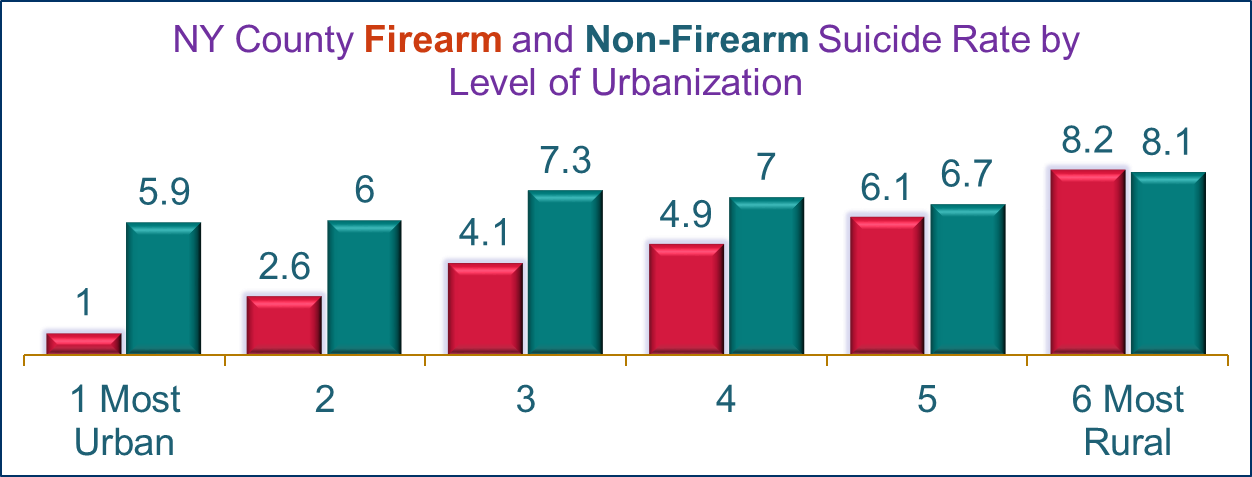 NY County Firearm and Non-Firearm Suicide Rate by
Level of Urbanization
1 5.9 2.6 6 4.1 7.3 4.9 7 6.1 6.7 8.2 8.1
1 Most 2 3 4 5 6 Most
Urban Rural